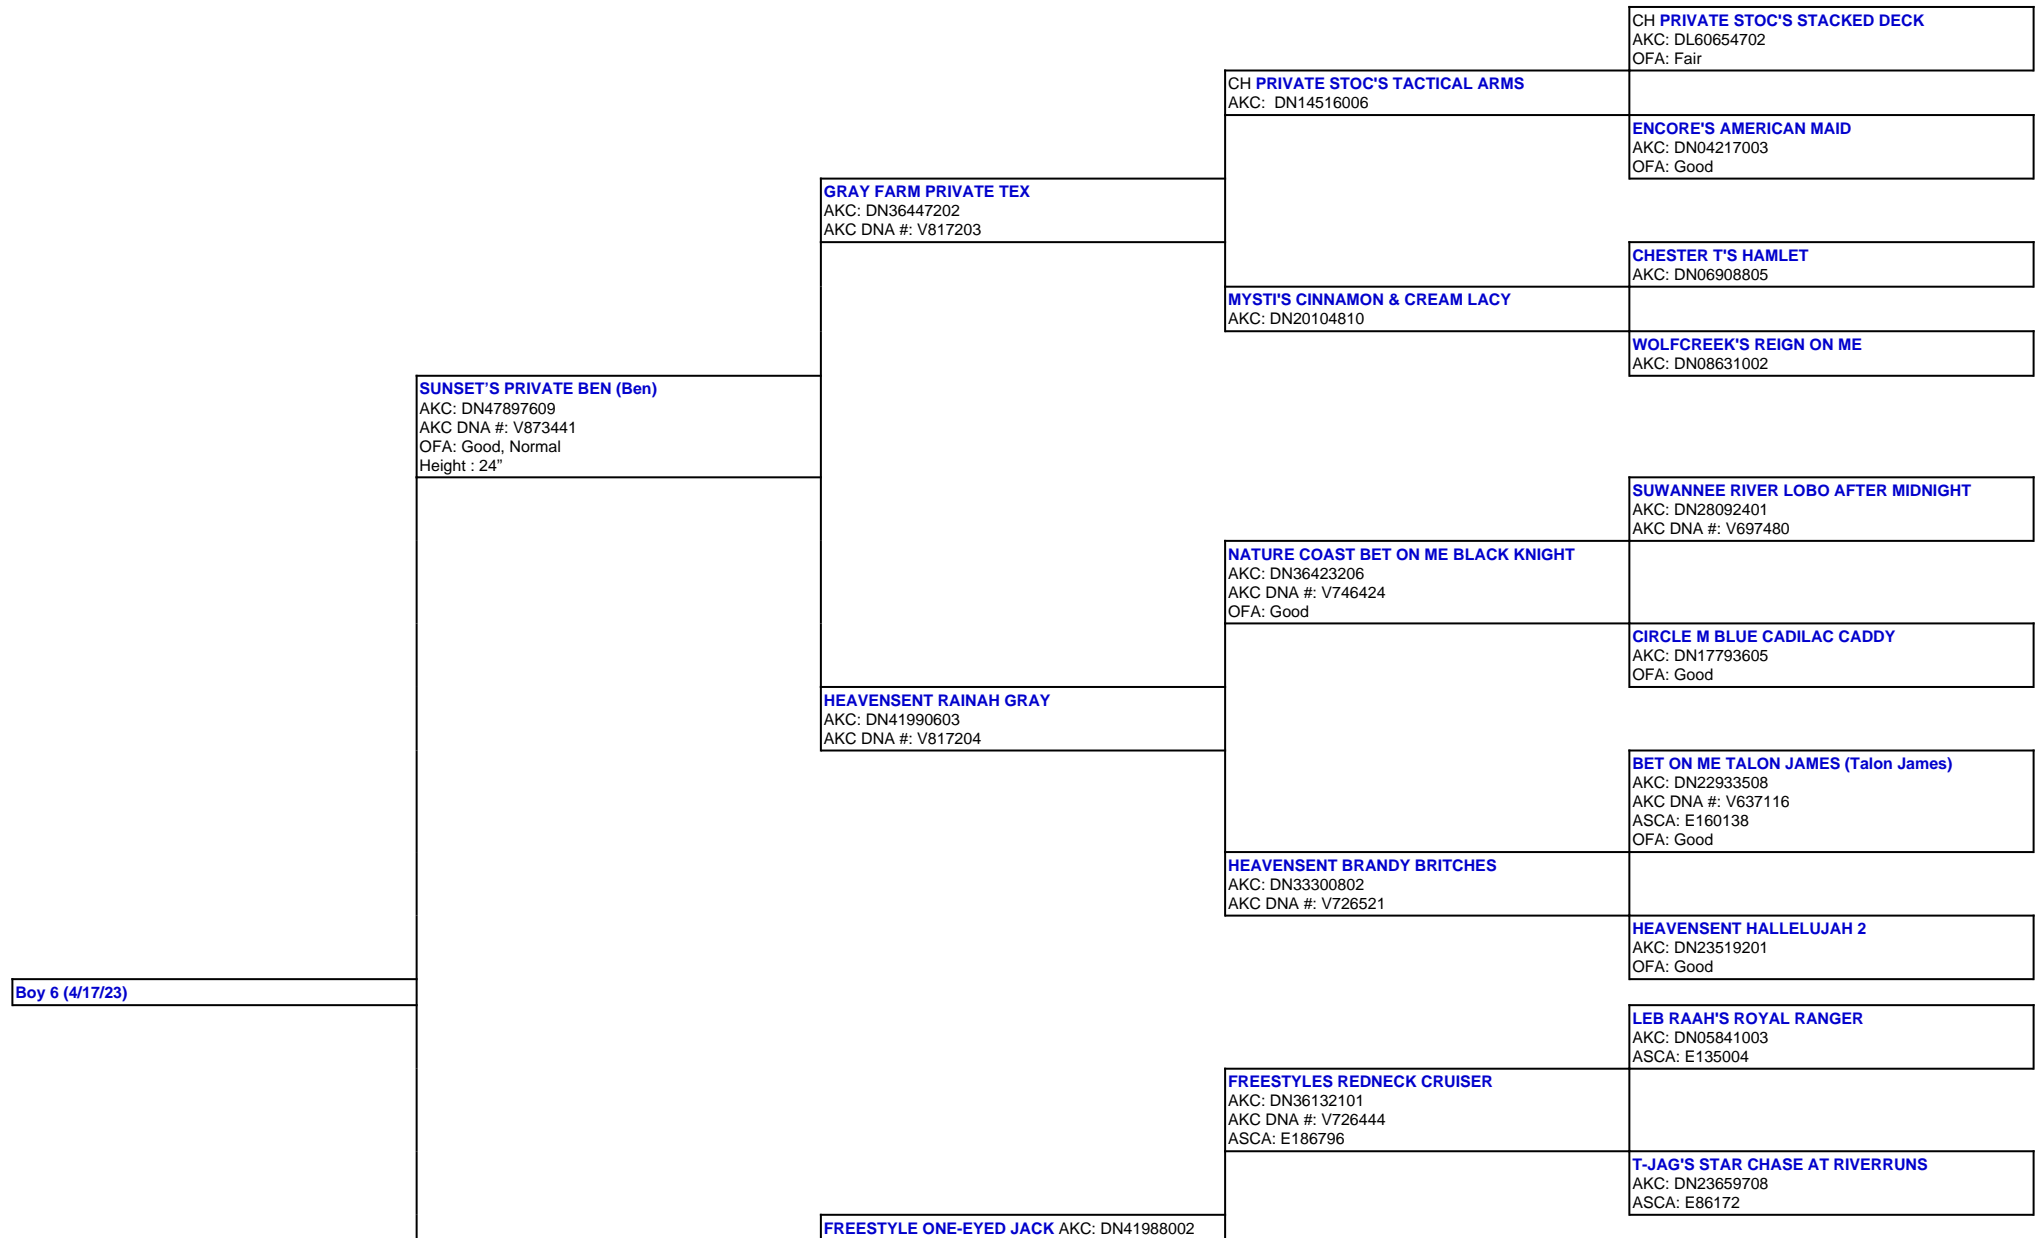 CH PRIVATE STOC'S STACKED DECK
AKC: DL60654702
OFA: Fair
CH PRIVATE STOC'S TACTICAL ARMS
AKC:  DN14516006
ENCORE'S AMERICAN MAID
AKC: DN04217003
OFA: Good
GRAY FARM PRIVATE TEX
AKC: DN36447202
AKC DNA #: V817203
CHESTER T'S HAMLET
AKC: DN06908805
MYSTI'S CINNAMON & CREAM LACY
AKC: DN20104810
WOLFCREEK'S REIGN ON ME
AKC: DN08631002
SUNSET’S PRIVATE BEN (Ben)
AKC: DN47897609
AKC DNA #: V873441
OFA: Good, Normal
Height : 24”
SUWANNEE RIVER LOBO AFTER MIDNIGHT
AKC: DN28092401
AKC DNA #: V697480
NATURE COAST BET ON ME BLACK KNIGHT
AKC: DN36423206
AKC DNA #: V746424
OFA: Good
CIRCLE M BLUE CADILAC CADDY
AKC: DN17793605
OFA: Good
HEAVENSENT RAINAH GRAY
AKC: DN41990603
AKC DNA #: V817204
BET ON ME TALON JAMES (Talon James)
AKC: DN22933508
AKC DNA #: V637116
ASCA: E160138
OFA: Good
HEAVENSENT BRANDY BRITCHES
AKC: DN33300802
AKC DNA #: V726521
HEAVENSENT HALLELUJAH 2
AKC: DN23519201
OFA: Good
Boy 6 (4/17/23)
LEB RAAH'S ROYAL RANGER
AKC: DN05841003
ASCA: E135004
FREESTYLES REDNECK CRUISER
AKC: DN36132101
AKC DNA #: V726444
ASCA: E186796
T-JAG'S STAR CHASE AT RIVERRUNS
AKC: DN23659708
ASCA: E86172
FREESTYLE ONE-EYED JACK AKC: DN41988002